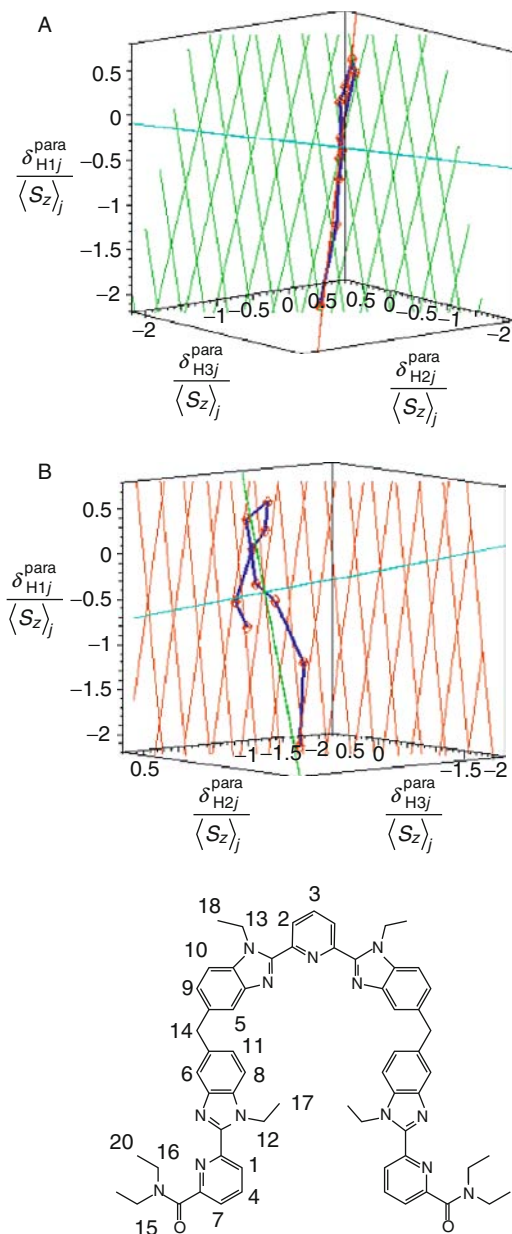 A
0.5
0
−0.5
−1
−1.5
−2
δ^para_H1j / ⟨S_z⟩_j
−2 −1 −0.5 0 0.5 0.5 0 −0.5 −1 −2
δ^para_H3j / ⟨S_z⟩_j
δ^para_H2j / ⟨S_z⟩_j
B
0.5
0
−0.5
−1
−1.5
−2
δ^para_H1j / ⟨S_z⟩_j
0.5 −1 −1.5 −2 0.5 0 −1.5 −2
δ^para_H2j / ⟨S_z⟩_j
δ^para_H3j / ⟨S_z⟩_j
3
18 13 2
10 N N N
9 N N
14 5
6 11
8
17
N N N N
20 16 12
N 1 N
N 4 N
15 O 7 O